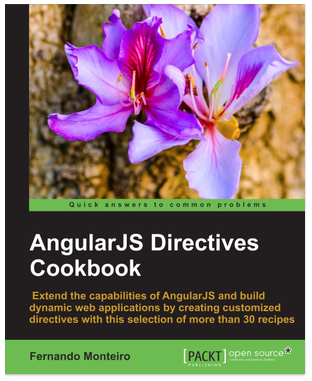 Quick answers to common problems
AngularJS Directives
Cookbook
Extend the capabilities of AngularJS and build
dynamic web applications by creating customized
directives with this selection of more than 30 recipes
Fernando Monteiro
[PACKT] open source*
PUBLISHING